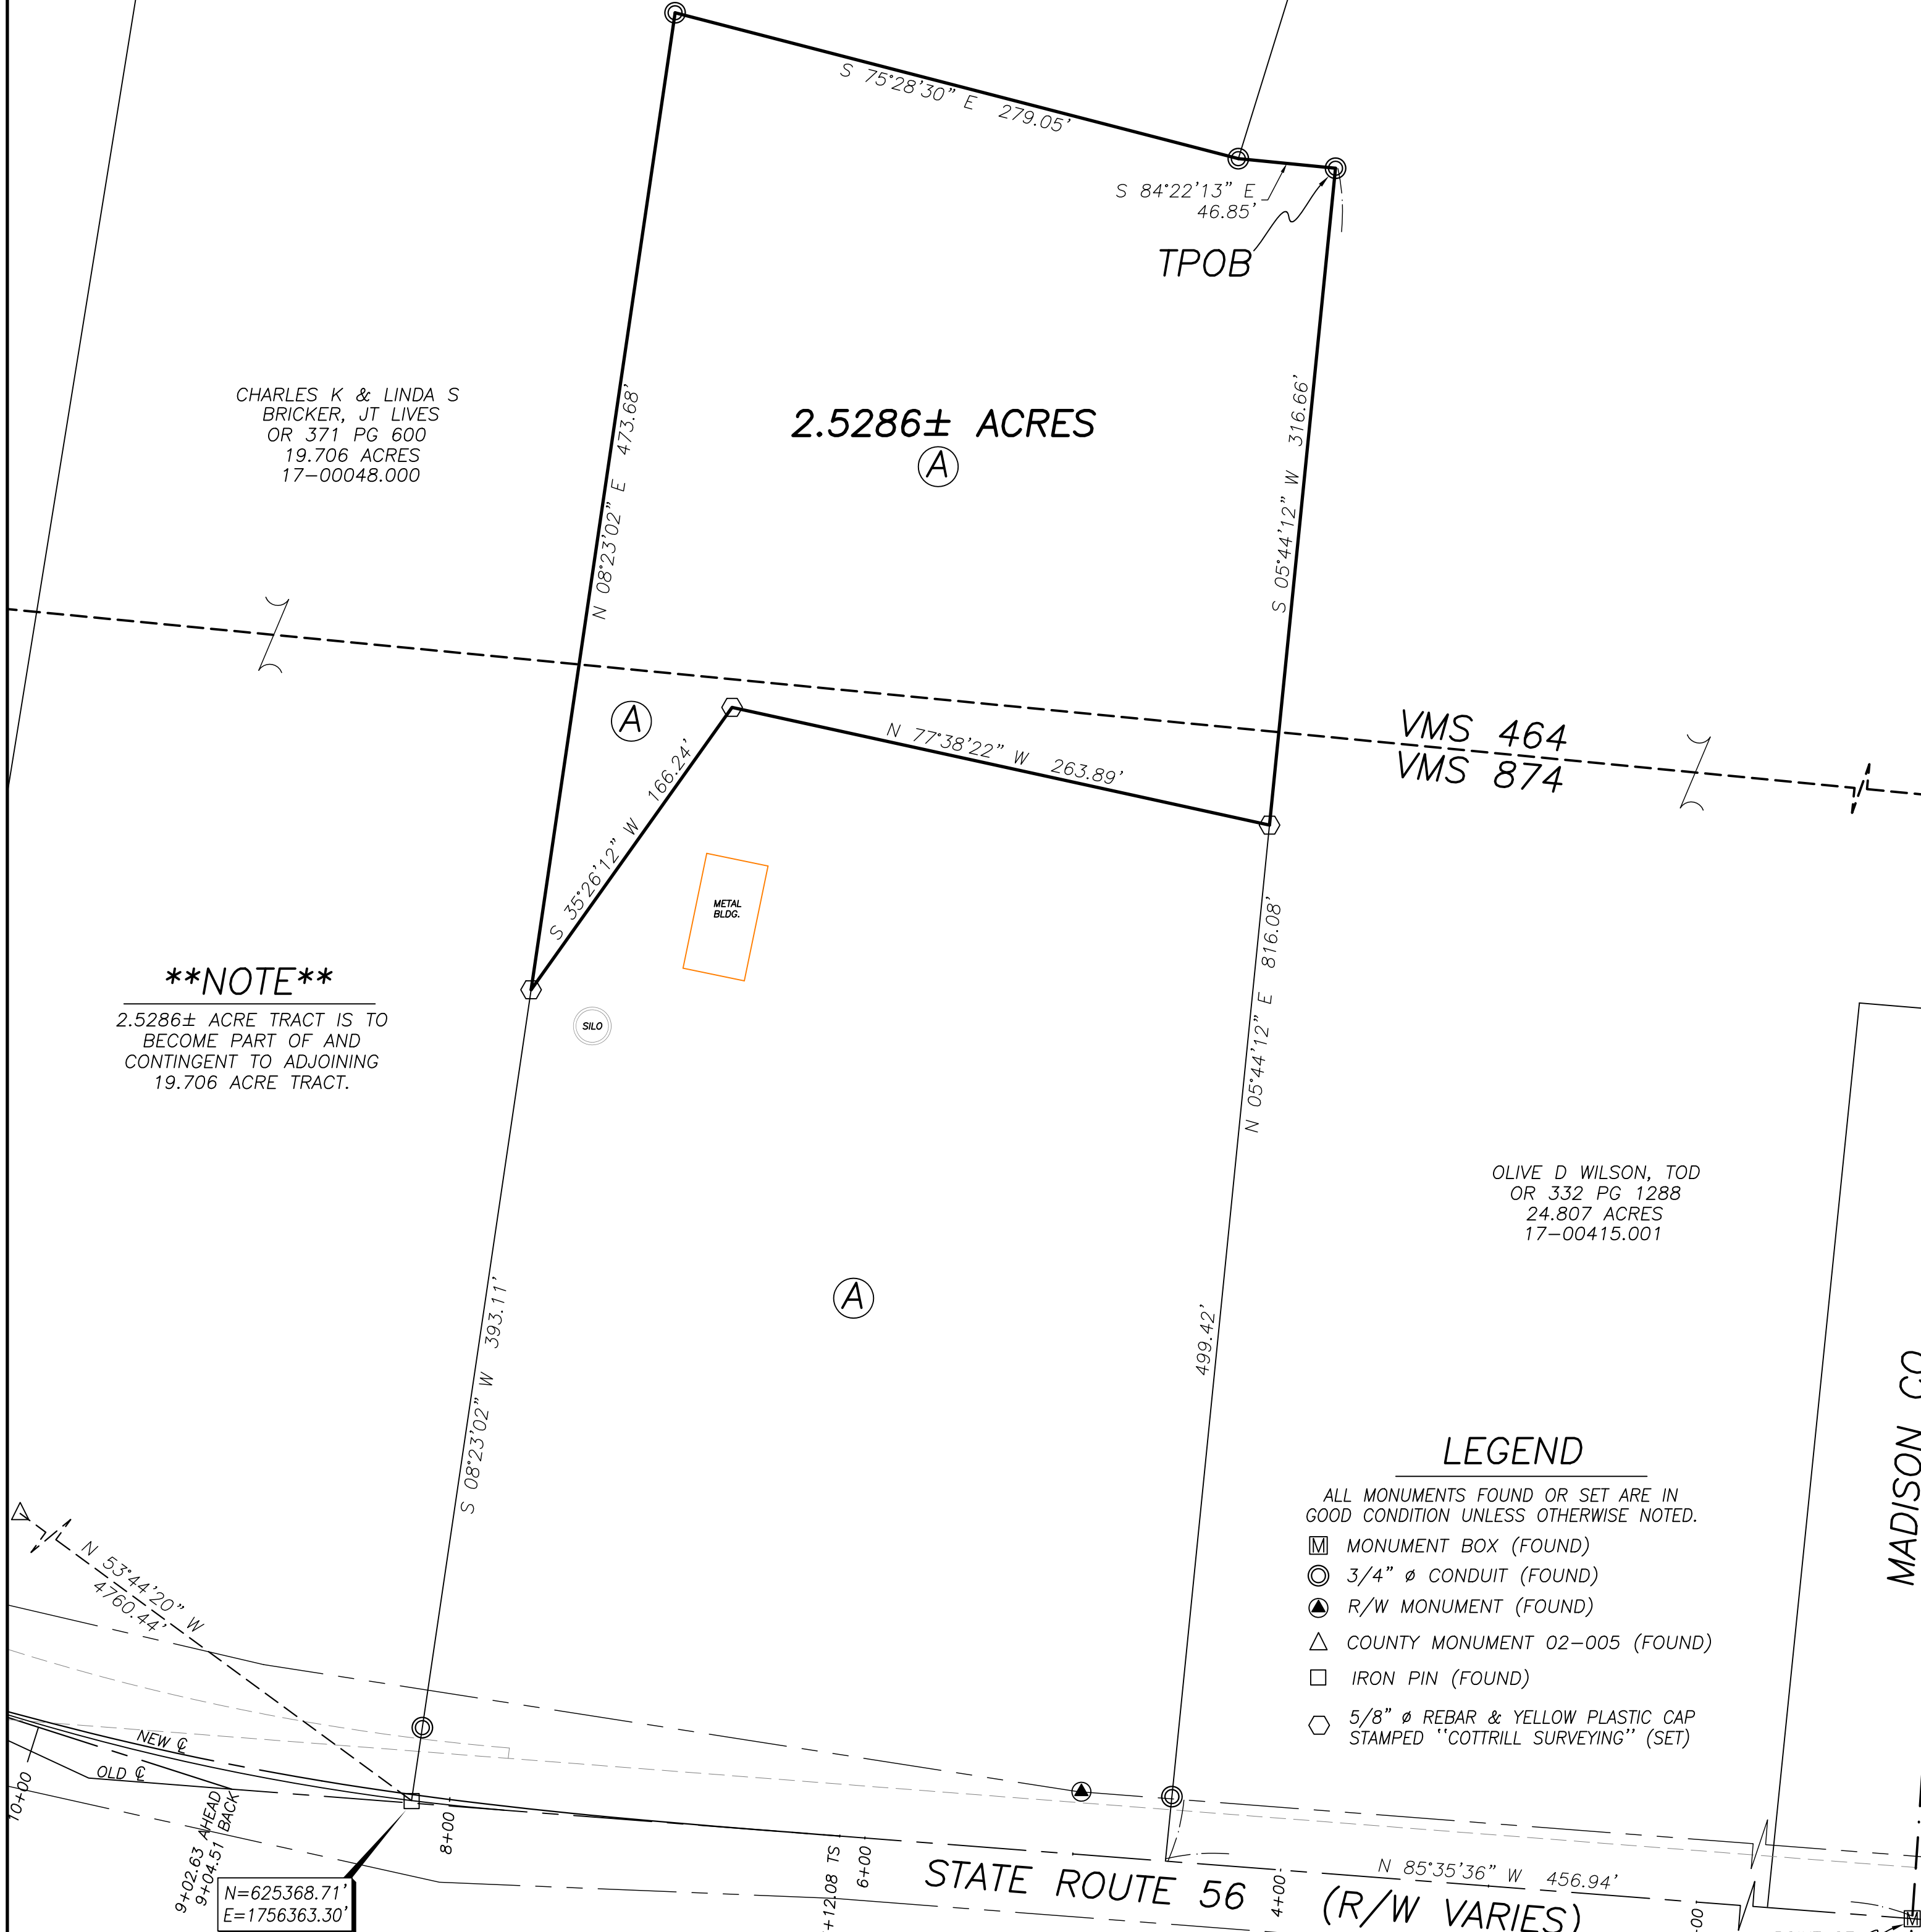 S 75°28'30" E 279.05'
S 84°22'13" E
46.85'
TPOB
CHARLES K & LINDA S
BRICKER, JT LIVES
OR 371 PG 600
19.706 ACRES
17-00048.000
N 08°23'02" E 473.68'
2.5286± ACRES
A
S 05°44'12" W 316.66'
A
S 35°26'12" W 166.24'
N 77°38'22" W 263.89'
VMS 464
VMS 874
METAL
BLDG.
SILO
**NOTE**
2.5286± ACRE TRACT IS TO
BECOME PART OF AND
CONTINGENT TO ADJOINING
19.706 ACRE TRACT.
N 05°44'12" E 816.08'
OLIVE D WILSON, TOD
OR 332 PG 1288
24.807 ACRES
17-00415.001
A
S 08°23'02" W 393.11'
499.42'
MADISON CO
LEGEND
ALL MONUMENTS FOUND OR SET ARE IN
GOOD CONDITION UNLESS OTHERWISE NOTED.
M MONUMENT BOX (FOUND)
3/4" ø CONDUIT (FOUND)
R/W MONUMENT (FOUND)
COUNTY MONUMENT 02-005 (FOUND)
IRON PIN (FOUND)
5/8" ø REBAR & YELLOW PLASTIC CAP
STAMPED "COTTRILL SURVEYING" (SET)
N 53°44'20" W
4760.44'
NEW ℄
OLD ℄
10+00
9+02.63 AHEAD
9+04.51 BACK
8+00
N=625368.71'
E=1756363.30'
+12.08 TS
6+00
STATE ROUTE 56 (R/W VARIES)
4+00
N 85°35'36" W 456.94'
+00
M